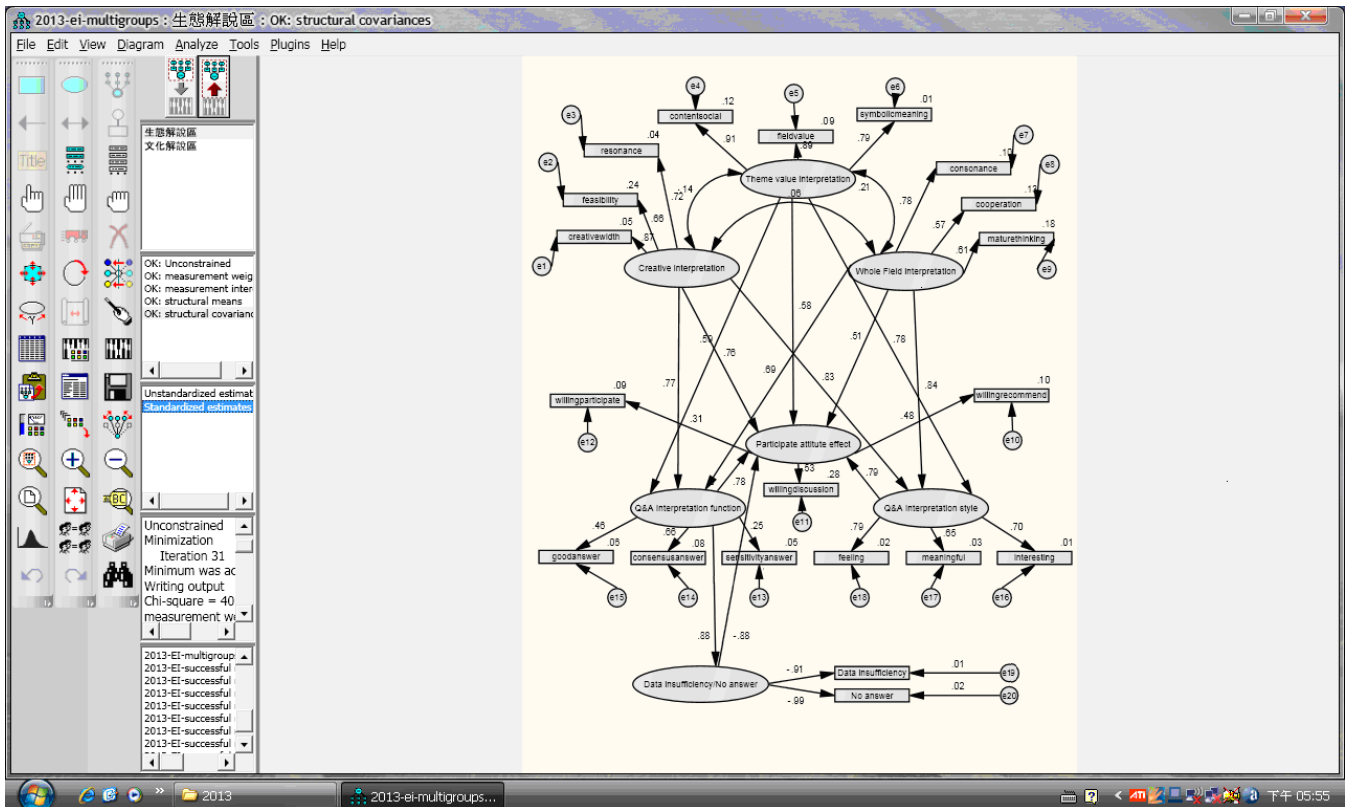 2013-ei-multigroups : 生態解說區 : OK: structural covariances
File Edit View Diagram Analyze Tools Plugins Help
Title
生態解說區
文化解說區
OK: Unconstrained
OK: measurement weig
OK: measurement inter
OK: structural means
OK: structural covarianc
Unstandardized estimat
Standardized estimates
Unconstrained
Minimization
Iteration 31
Minimum was ac
Writing output
Chi-square = 40
measurement we
2013-EI-multigroup:
2013-EI-successful
2013-EI-successful
2013-EI-successful
2013-EI-successful
2013-EI-successful
2013-EI-successful
2013-EI-successful
e4
e5
e6
.12
.01
contentsocial
.09
symbolicmeaning
e3
.04
fieldvalue
e7
.91
.89
.79
.10
resonance
consonance
e8
e2
Theme value Interpretation
.24
.14
.06
.21
.13
feasibility
.72
.78
cooperation
.05
.66
.57
.18
creativewidth
.87
.61
maturethinking
e1
Creative Interpretation
Whole Field Interpretation
e9
.58
.59
.76
.51
.78
.69
.83
.77
.84
.09
.10
willingparticipate
willingrecommend
.31
.48
e12
Participate attitute effect
e10
.53
.28
.79
.78
willingdiscussion
Q&A Interpretation function
Q&A Interpretation style
e11
.46
.66
.25
.79
.65
.70
.05
.08
.05
.02
.03
.01
goodanswer
consensusanswer
sensitivityanswer
feeling
meaningful
Interesting
e15
e14
e13
e18
e17
e16
.88
-.88
-.91
Data Insufficiency
.01
e19
Data Insufficiency/No answer
-.99
No answer
.02
e20
2013
2013-ei-multigroups...
下午 05:55